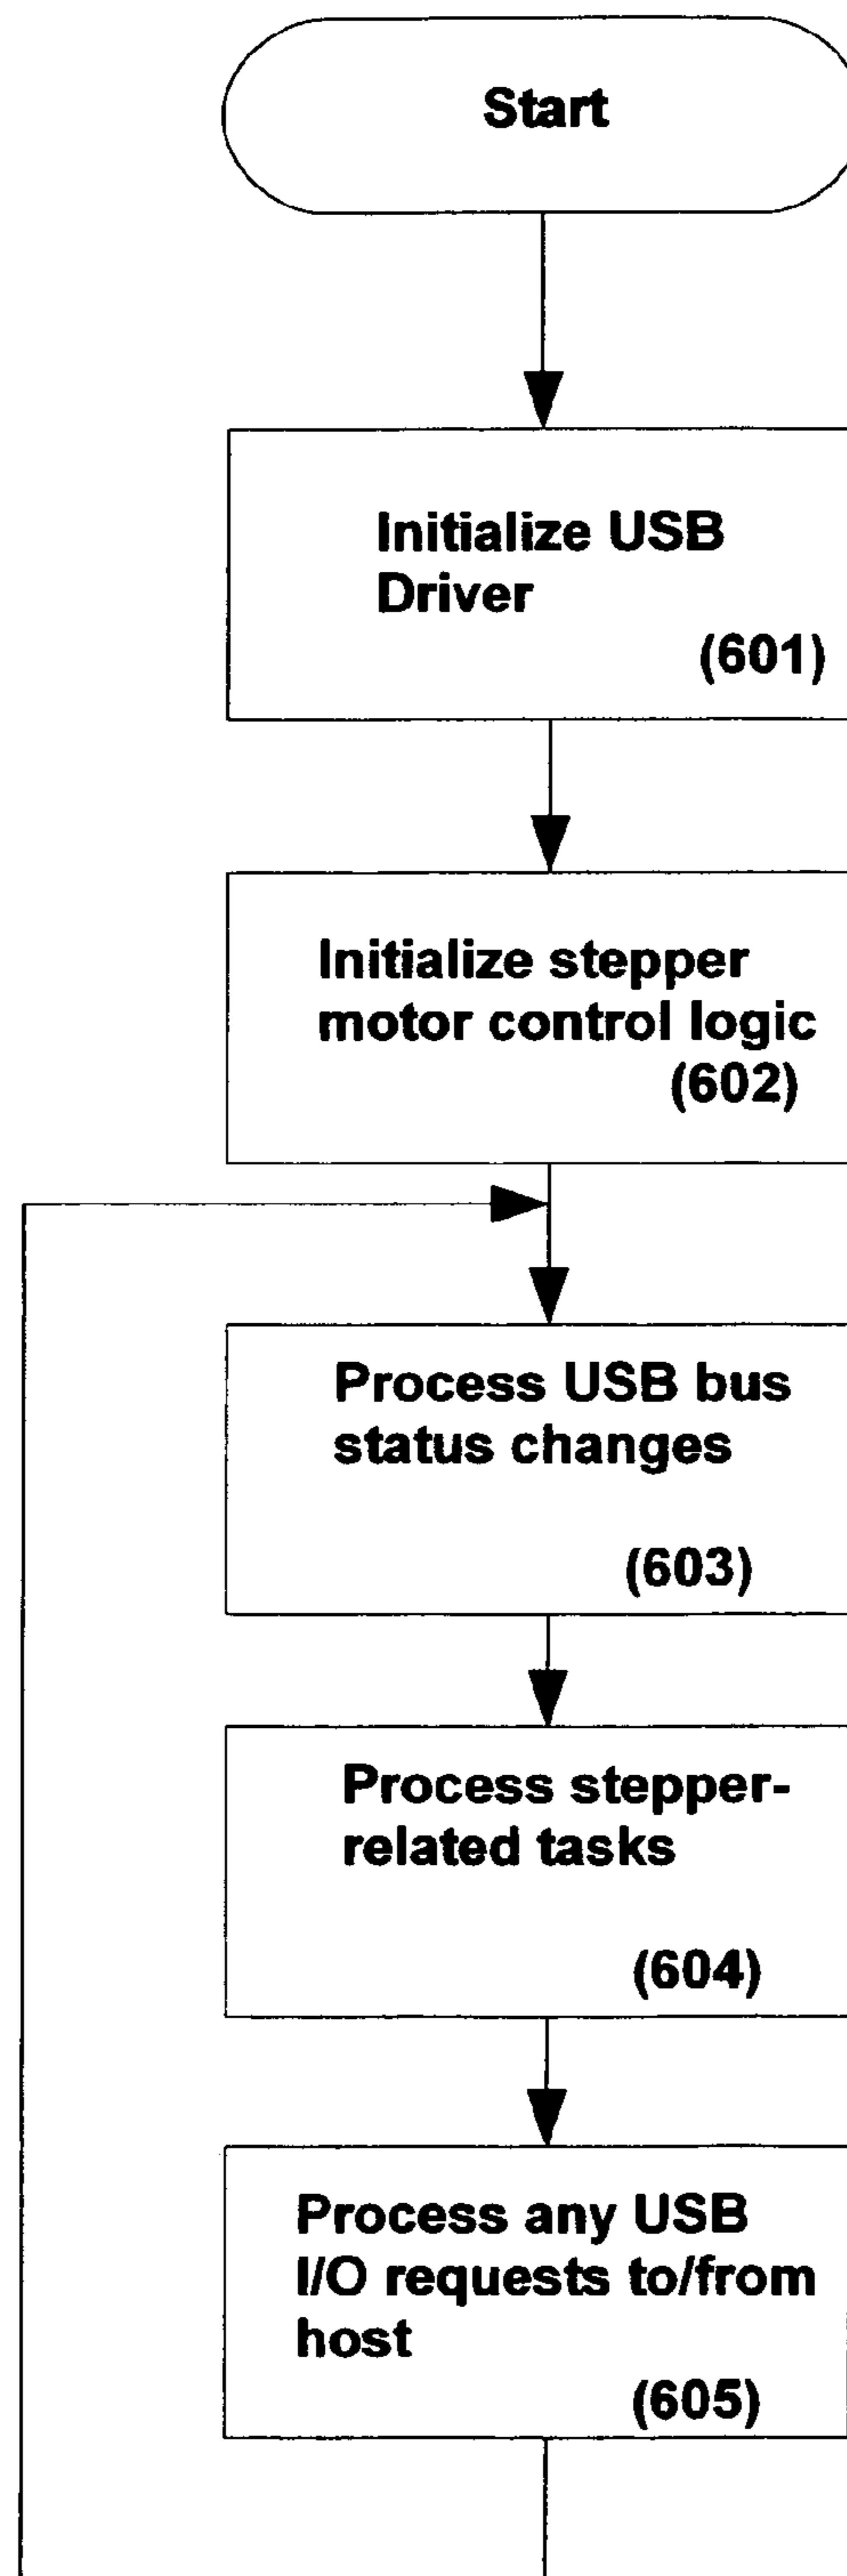 Start
Initialize USB
Driver
(601)
Initialize stepper
motor control logic
(602)
Process USB bus
status changes
(603)
Process stepper-
related tasks
(604)
Process any USB
I/O requests to/from
host
(605)